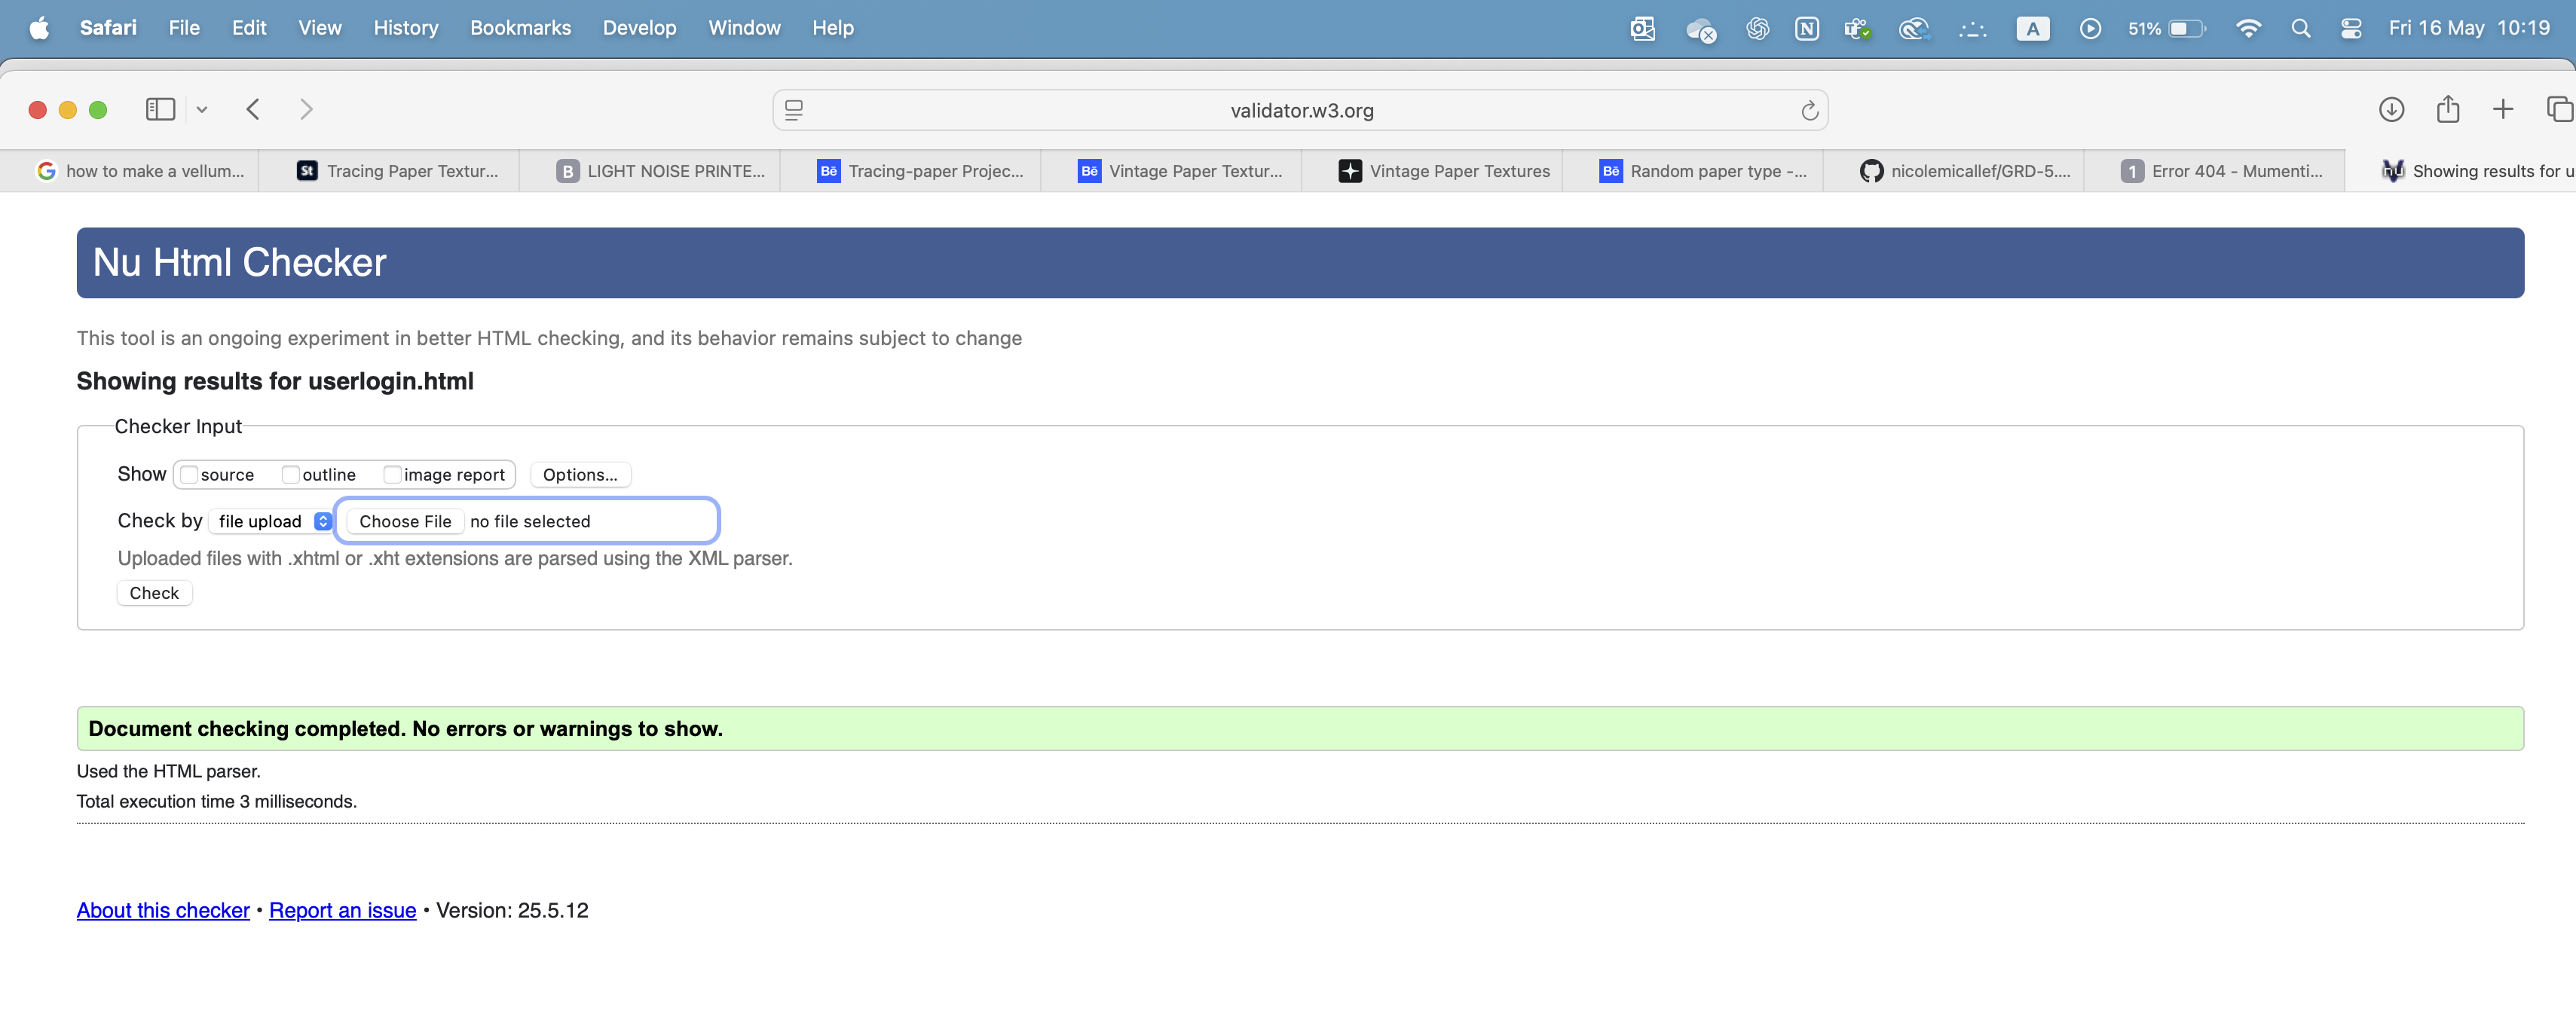 Safari File Edit View History Bookmarks Develop Window Help A 51% Fri 16 May 10:19
validator.w3.org
how to make a vellum... St Tracing Paper Textur... B LIGHT NOISE PRINTE... Bē Tracing-paper Projec... Bē Vintage Paper Textur... Vintage Paper Textures Bē Random paper type -... nicolemicallef/GRD-5.... 1 Error 404 - Mumenti... nu Showing results for u
Nu Html Checker
This tool is an ongoing experiment in better HTML checking, and its behavior remains subject to change
Showing results for userlogin.html
Checker Input
Show source outline image report Options...
Check by file upload Choose File no file selected
Uploaded files with .xhtml or .xht extensions are parsed using the XML parser.
Check
Document checking completed. No errors or warnings to show.
Used the HTML parser.
Total execution time 3 milliseconds.
About this checker • Report an issue • Version: 25.5.12